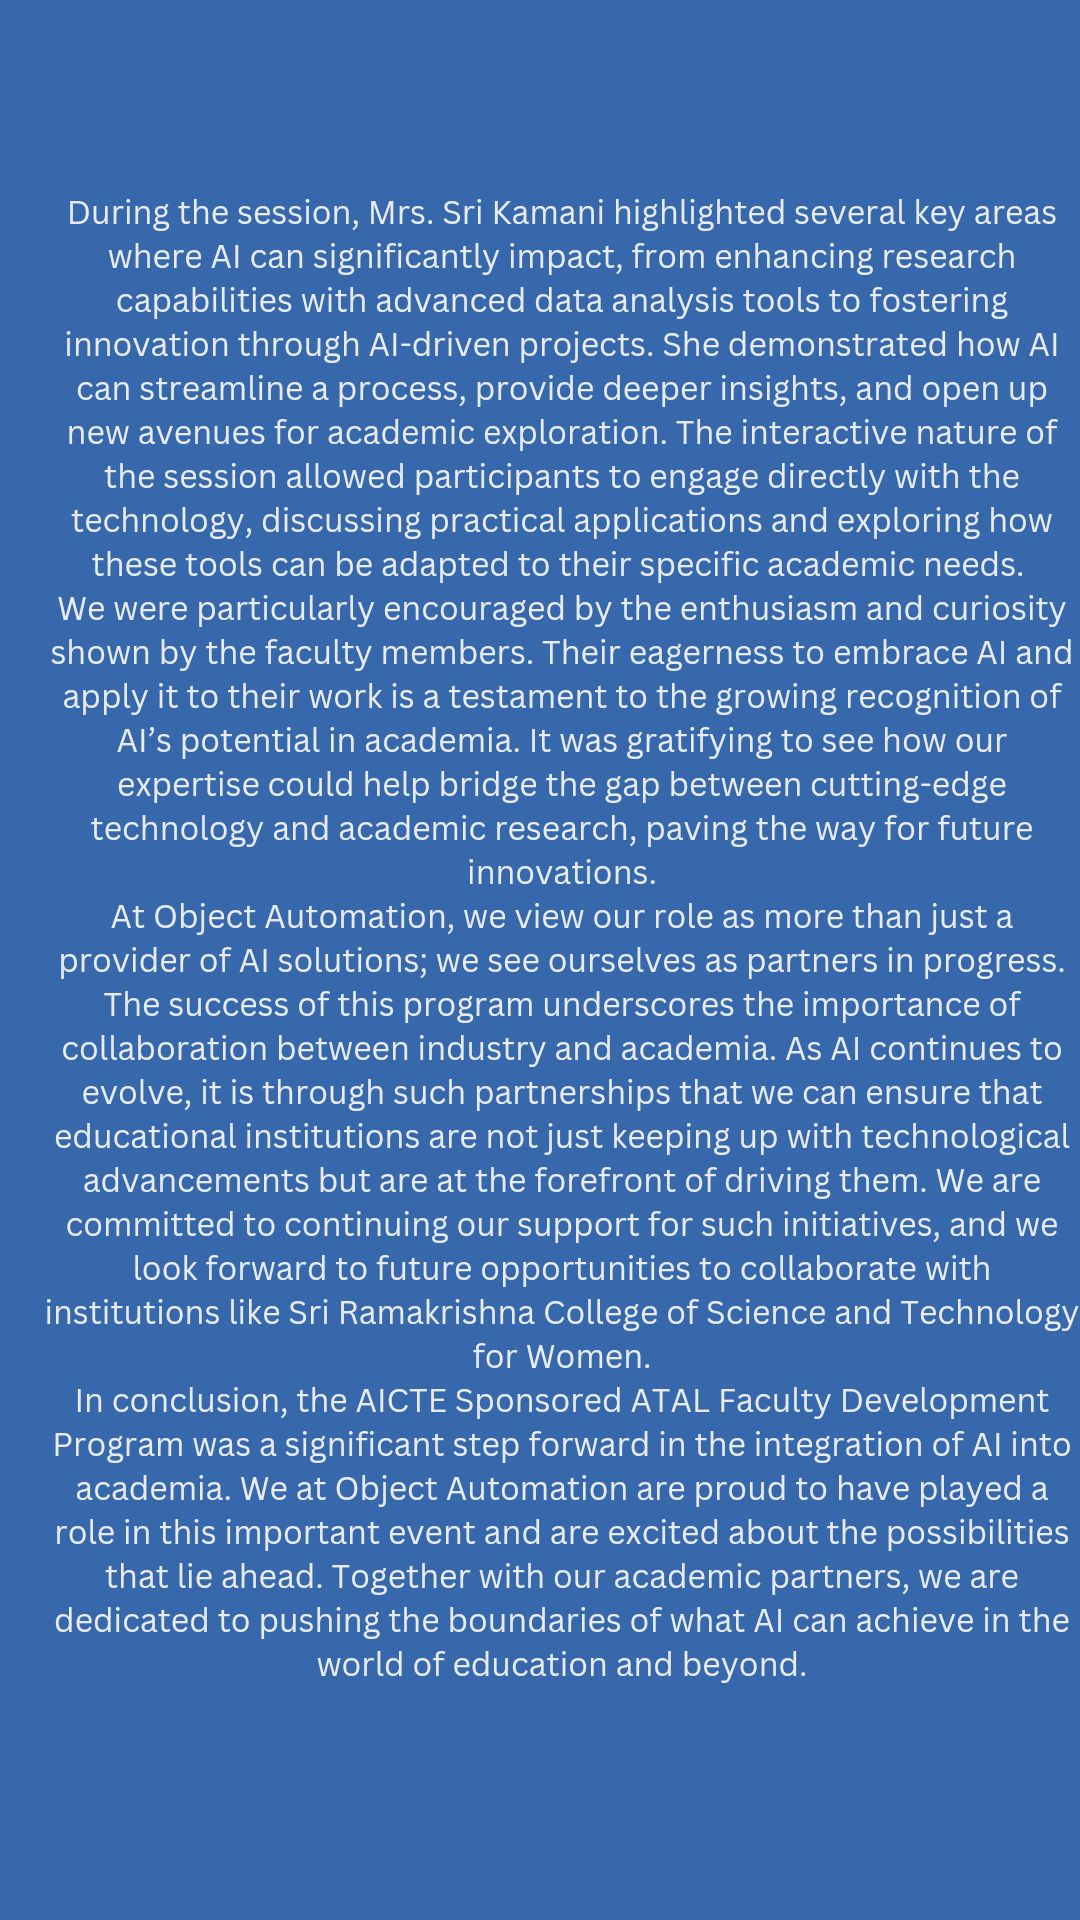 During the session, Mrs. Sri Kamani highlighted several key areas
where AI can significantly impact, from enhancing research
capabilities with advanced data analysis tools to fostering
innovation through AI-driven projects. She demonstrated how AI
can streamline a process, provide deeper insights, and open up
new avenues for academic exploration. The interactive nature of
the session allowed participants to engage directly with the
technology, discussing practical applications and exploring how
these tools can be adapted to their specific academic needs.
We were particularly encouraged by the enthusiasm and curiosity
shown by the faculty members. Their eagerness to embrace AI and
apply it to their work is a testament to the growing recognition of
AI’s potential in academia. It was gratifying to see how our
expertise could help bridge the gap between cutting-edge
technology and academic research, paving the way for future
innovations.
At Object Automation, we view our role as more than just a
provider of AI solutions; we see ourselves as partners in progress.
The success of this program underscores the importance of
collaboration between industry and academia. As AI continues to
evolve, it is through such partnerships that we can ensure that
educational institutions are not just keeping up with technological
advancements but are at the forefront of driving them. We are
committed to continuing our support for such initiatives, and we
look forward to future opportunities to collaborate with
institutions like Sri Ramakrishna College of Science and Technology
for Women.
In conclusion, the AICTE Sponsored ATAL Faculty Development
Program was a significant step forward in the integration of AI into
academia. We at Object Automation are proud to have played a
role in this important event and are excited about the possibilities
that lie ahead. Together with our academic partners, we are
dedicated to pushing the boundaries of what AI can achieve in the
world of education and beyond.